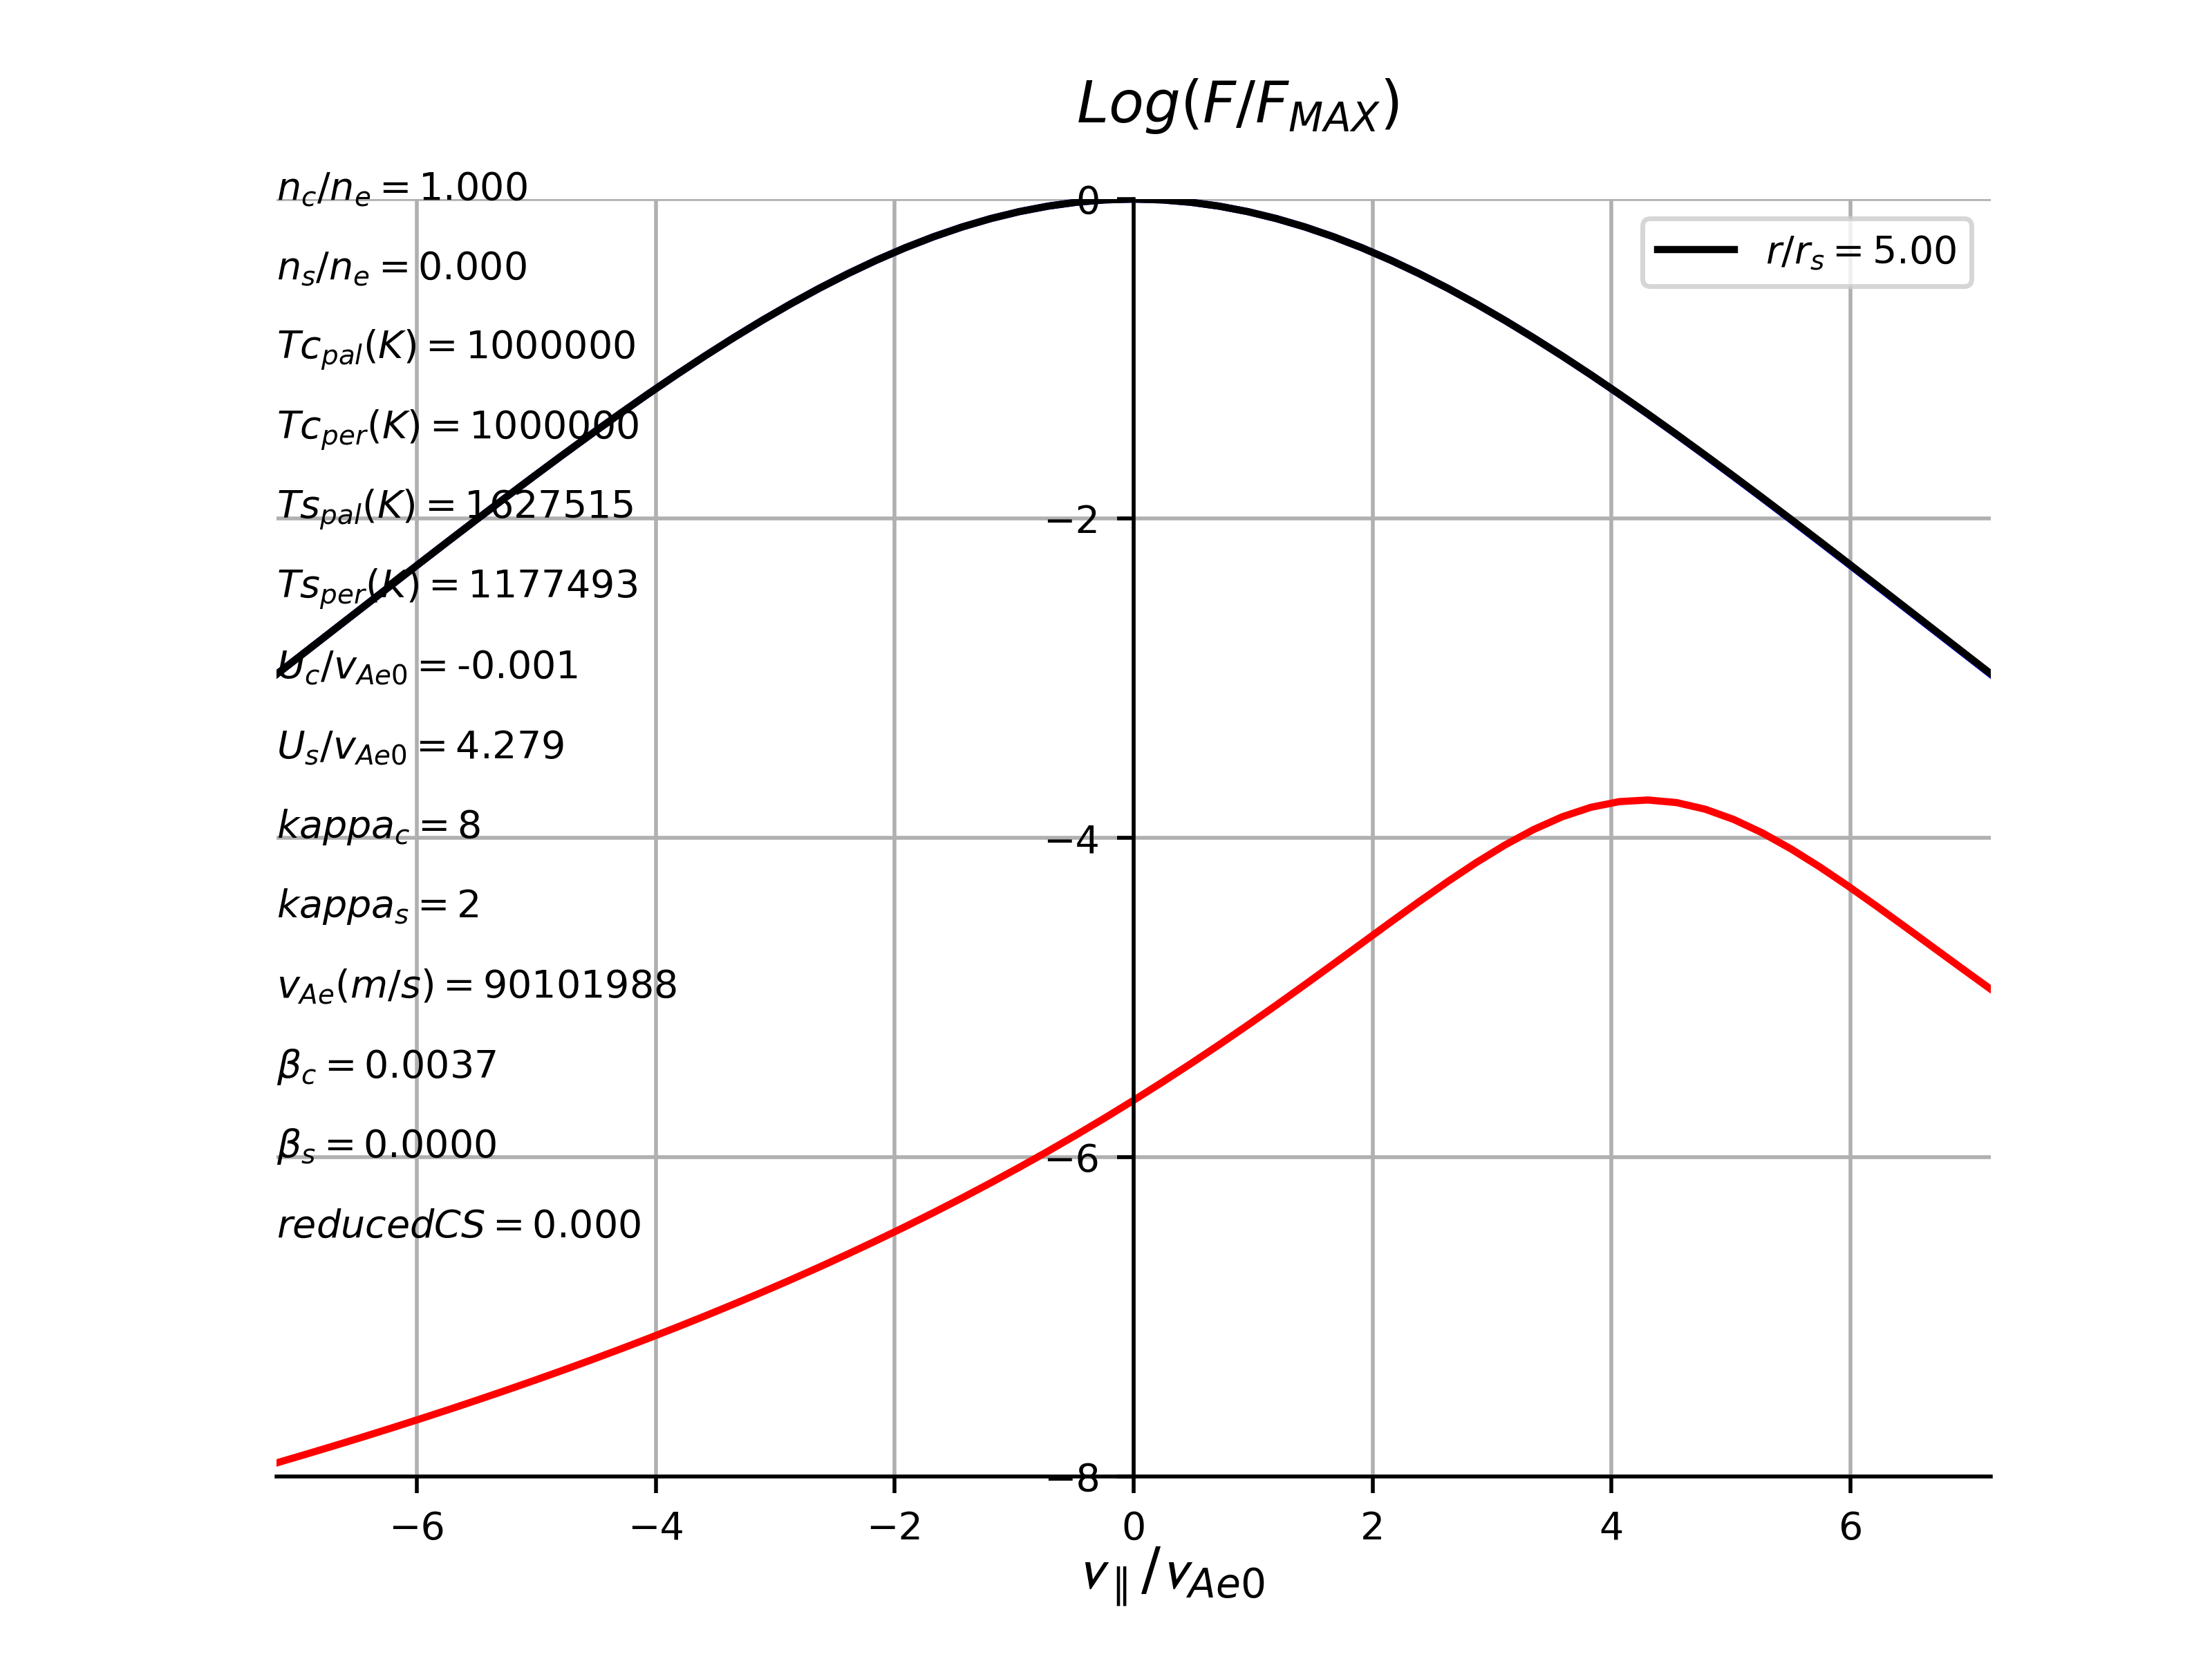 Log(F/F_MAX)
n_c/n_e = 1.000
n_s/n_e = 0.000
Tc_pal(K) = 1000000
Tc_per(K) = 1000000
Ts_pal(K) = 1627515
Ts_per(K) = 1177493
U_c/v_Ae0 = -0.001
U_s/v_Ae0 = 4.279
kappa_c = 8
kappa_s = 2
v_Ae(m/s) = 90101988
β_c = 0.0037
β_s = 0.0000
reducedCS = 0.000
r/r_s = 5.00
0
−2
−4
−6
−8
−6 −4 −2 0 2 4 6
v_∥/v_Ae0